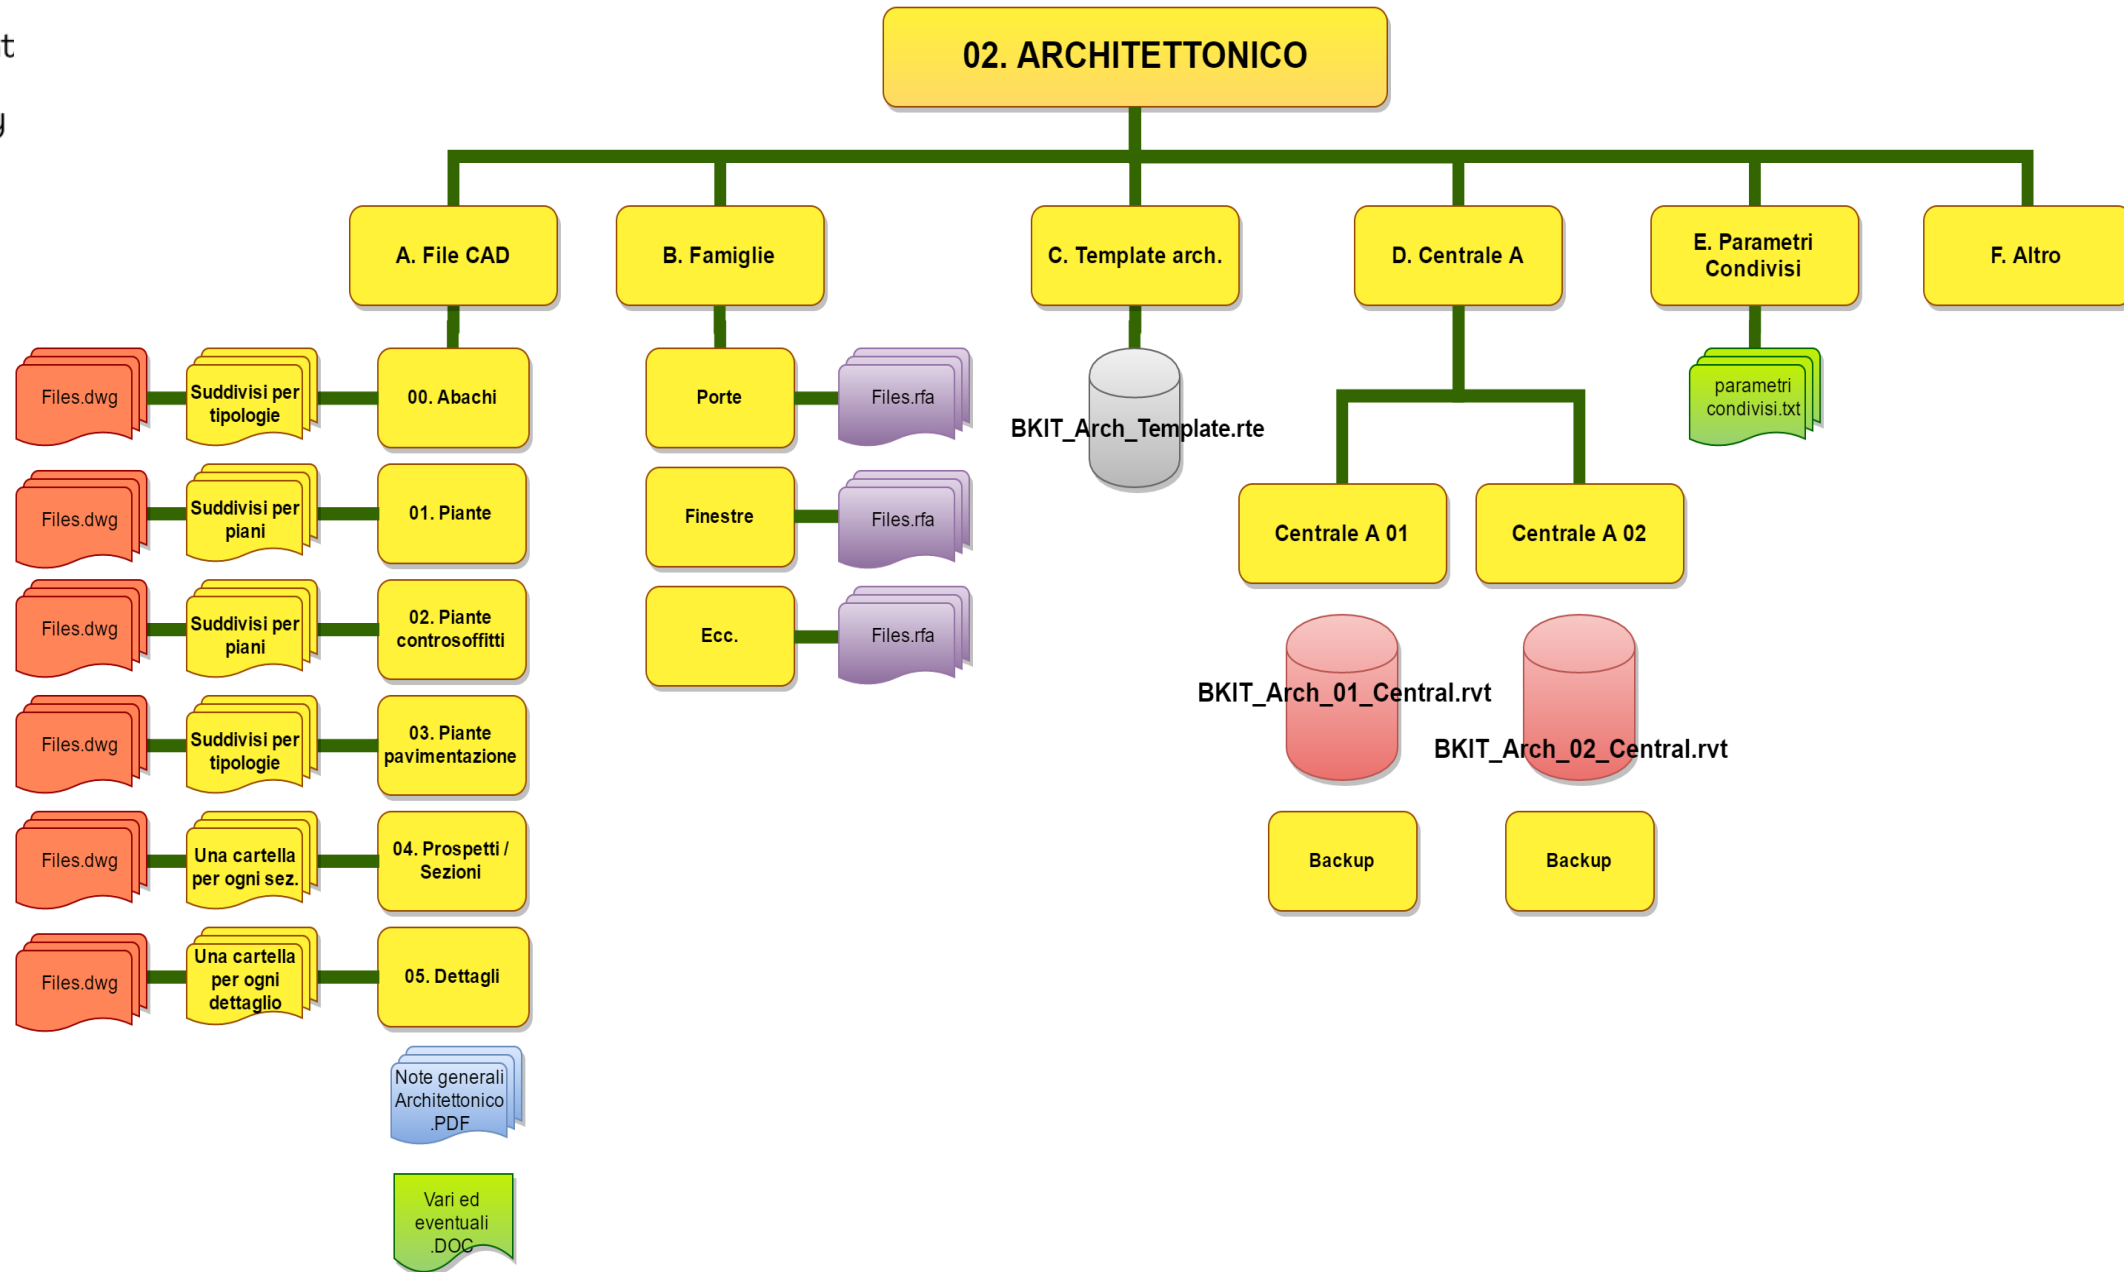 02. ARCHITETTONICO
t
y
A. File CAD
B. Famiglie
C. Template arch.
D. Centrale A
E. Parametri
Condivisi
F. Altro
Files.dwg
Suddivisi per
tipologie
00. Abachi
Porte
Files.rfa
BKIT_Arch_Template.rte
parametri
condivisi.txt
Files.dwg
Suddivisi per
piani
01. Piante
Finestre
Files.rfa
Centrale A 01
Centrale A 02
Files.dwg
Suddivisi per
piani
02. Piante
controsoffitti
Ecc.
Files.rfa
BKIT_Arch_01_Central.rvt
BKIT_Arch_02_Central.rvt
Files.dwg
Suddivisi per
tipologie
03. Piante
pavimentazione
Files.dwg
Una cartella
per ogni sez.
04. Prospetti /
Sezioni
Backup
Backup
Files.dwg
Una cartella
per ogni
dettaglio
05. Dettagli
Note generali
Architettonico
.PDF
Vari ed
eventuali
.DOC